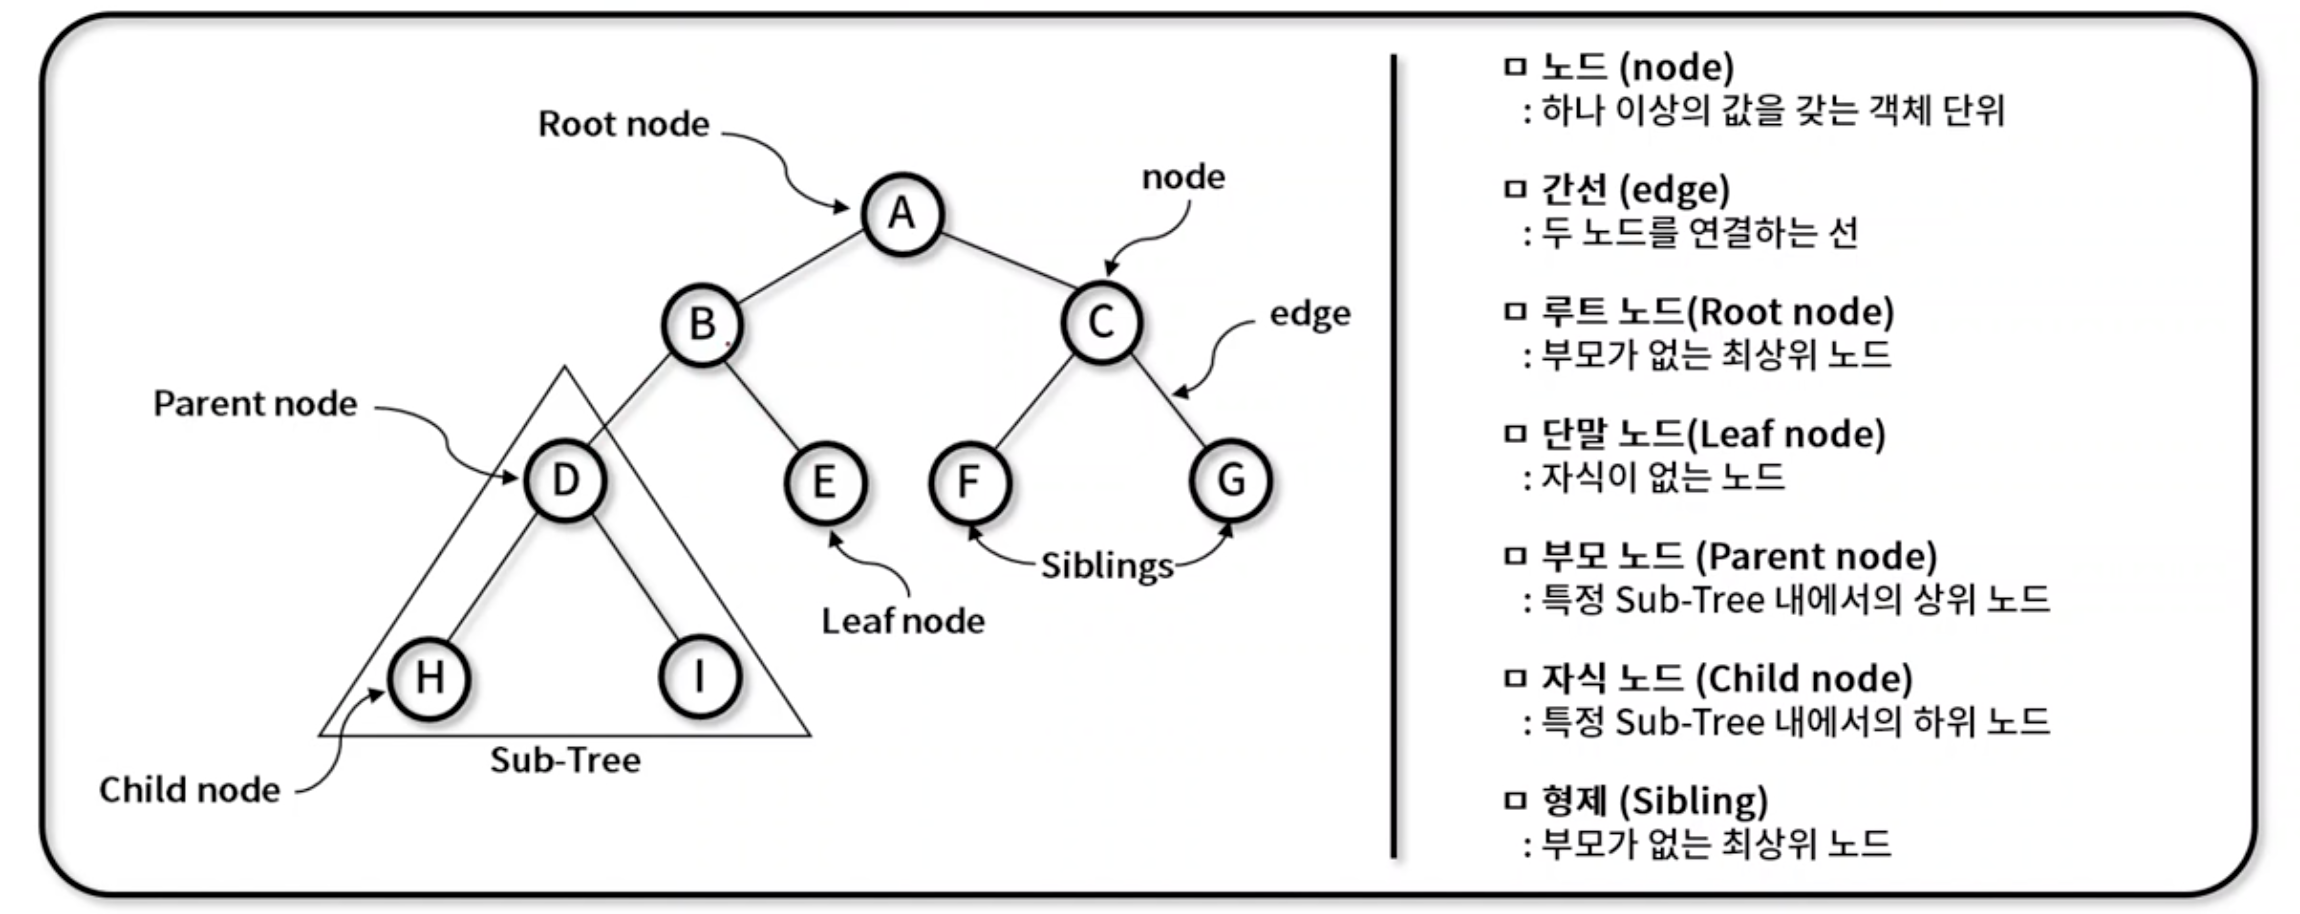 Root node
A
node
B
C
edge
Parent node
D
E
F
G
Siblings
Leaf node
H
I
Sub-Tree
Child node
ㅁ 노드 (node)
: 하나 이상의 값을 갖는 객체 단위
ㅁ 간선 (edge)
: 두 노드를 연결하는 선
ㅁ 루트 노드(Root node)
: 부모가 없는 최상위 노드
ㅁ 단말 노드(Leaf node)
: 자식이 없는 노드
ㅁ 부모 노드 (Parent node)
: 특정 Sub-Tree 내에서의 상위 노드
ㅁ 자식 노드 (Child node)
: 특정 Sub-Tree 내에서의 하위 노드
ㅁ 형제 (Sibling)
: 부모가 없는 최상위 노드